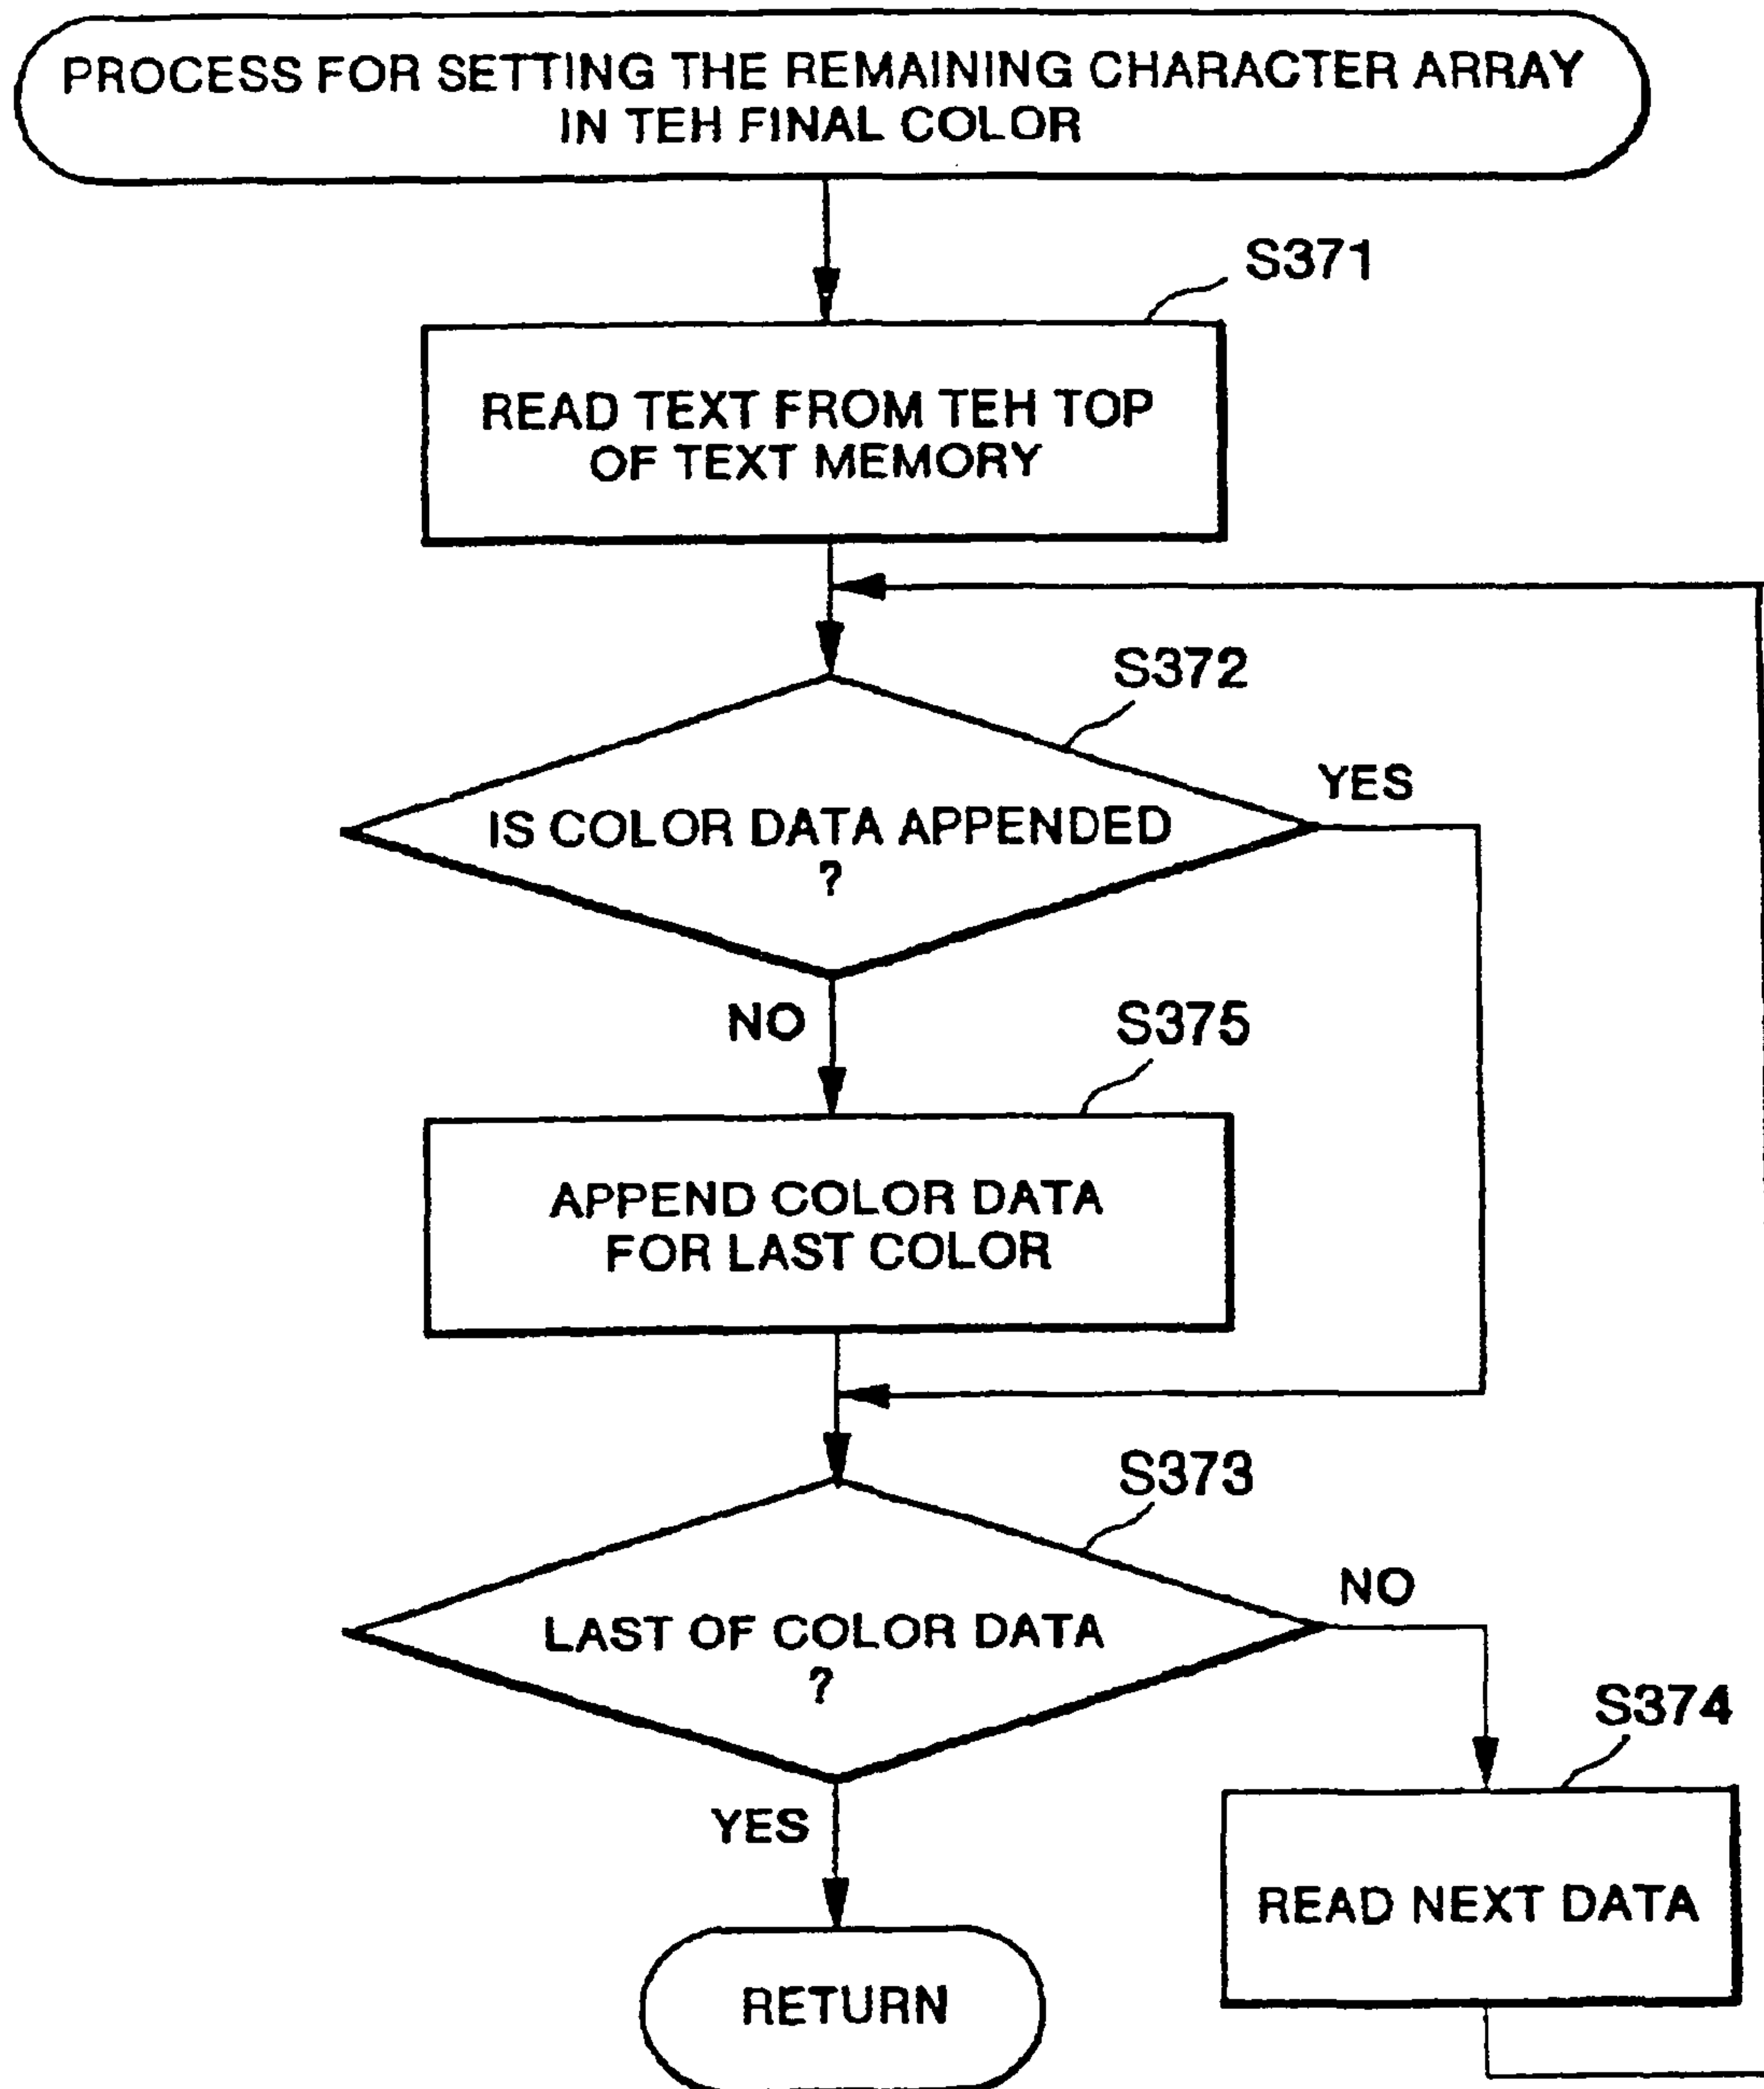 PROCESS FOR SETTING THE REMAINING CHARACTER ARRAY
IN TEH FINAL COLOR
S371
READ TEXT FROM TEH TOP
OF TEXT MEMORY
S372
YES
IS COLOR DATA APPENDED
?
NO
S375
APPEND COLOR DATA
FOR LAST COLOR
S373
NO
LAST OF COLOR DATA
?
S374
YES
READ NEXT DATA
RETURN